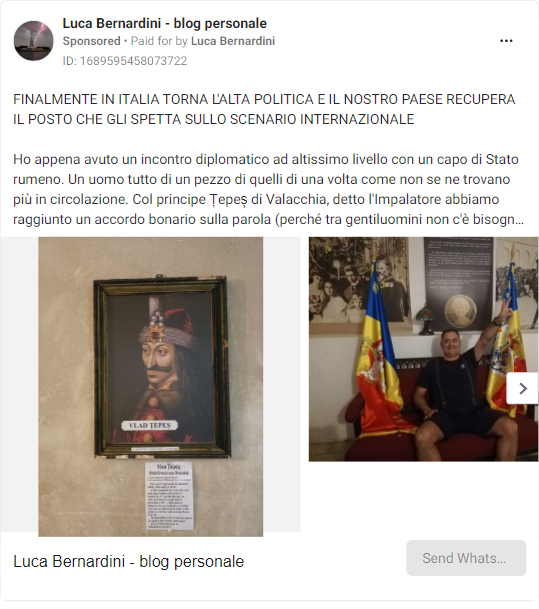 Luca Bernardini - blog personale
Sponsored • Paid for by Luca Bernardini
ID: 1689595458073722
FINALMENTE IN ITALIA TORNA L'ALTA POLITICA E IL NOSTRO PAESE RECUPERA
IL POSTO CHE GLI SPETTA SULLO SCENARIO INTERNAZIONALE
Ho appena avuto un incontro diplomatico ad altissimo livello con un capo di Stato
rumeno. Un uomo tutto di un pezzo di quelli di una volta come non se ne trovano
più in circolazione. Col principe Țepeș di Valacchia, detto l'Impalatore abbiamo
raggiunto un accordo bonario sulla parola (perché tra gentiluomini non c'è bisogn...
VLAD ȚEPEȘ
Vlad Țepeș
Luca Bernardini - blog personale
Send Whats...